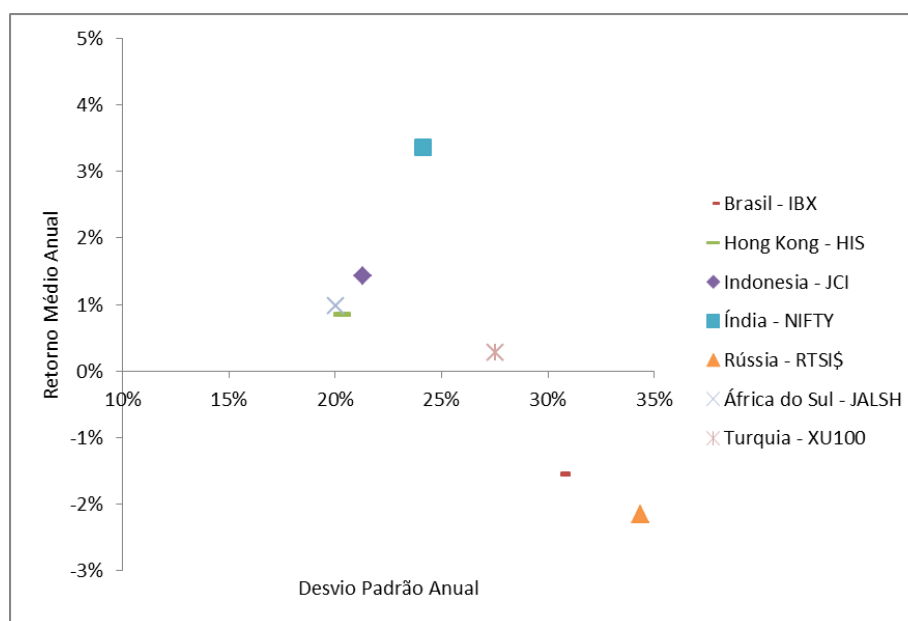 5%
4%
3%
2%
1%
0%
-1%
-2%
-3%
10%
15%
20%
25%
30%
35%
Retorno Médio Anual
Desvio Padrão Anual
Brasil - IBX
Hong Kong - HIS
Indonesia - JCI
Índia - NIFTY
Rússia - RTSI$
África do Sul - JALSH
Turquia - XU100